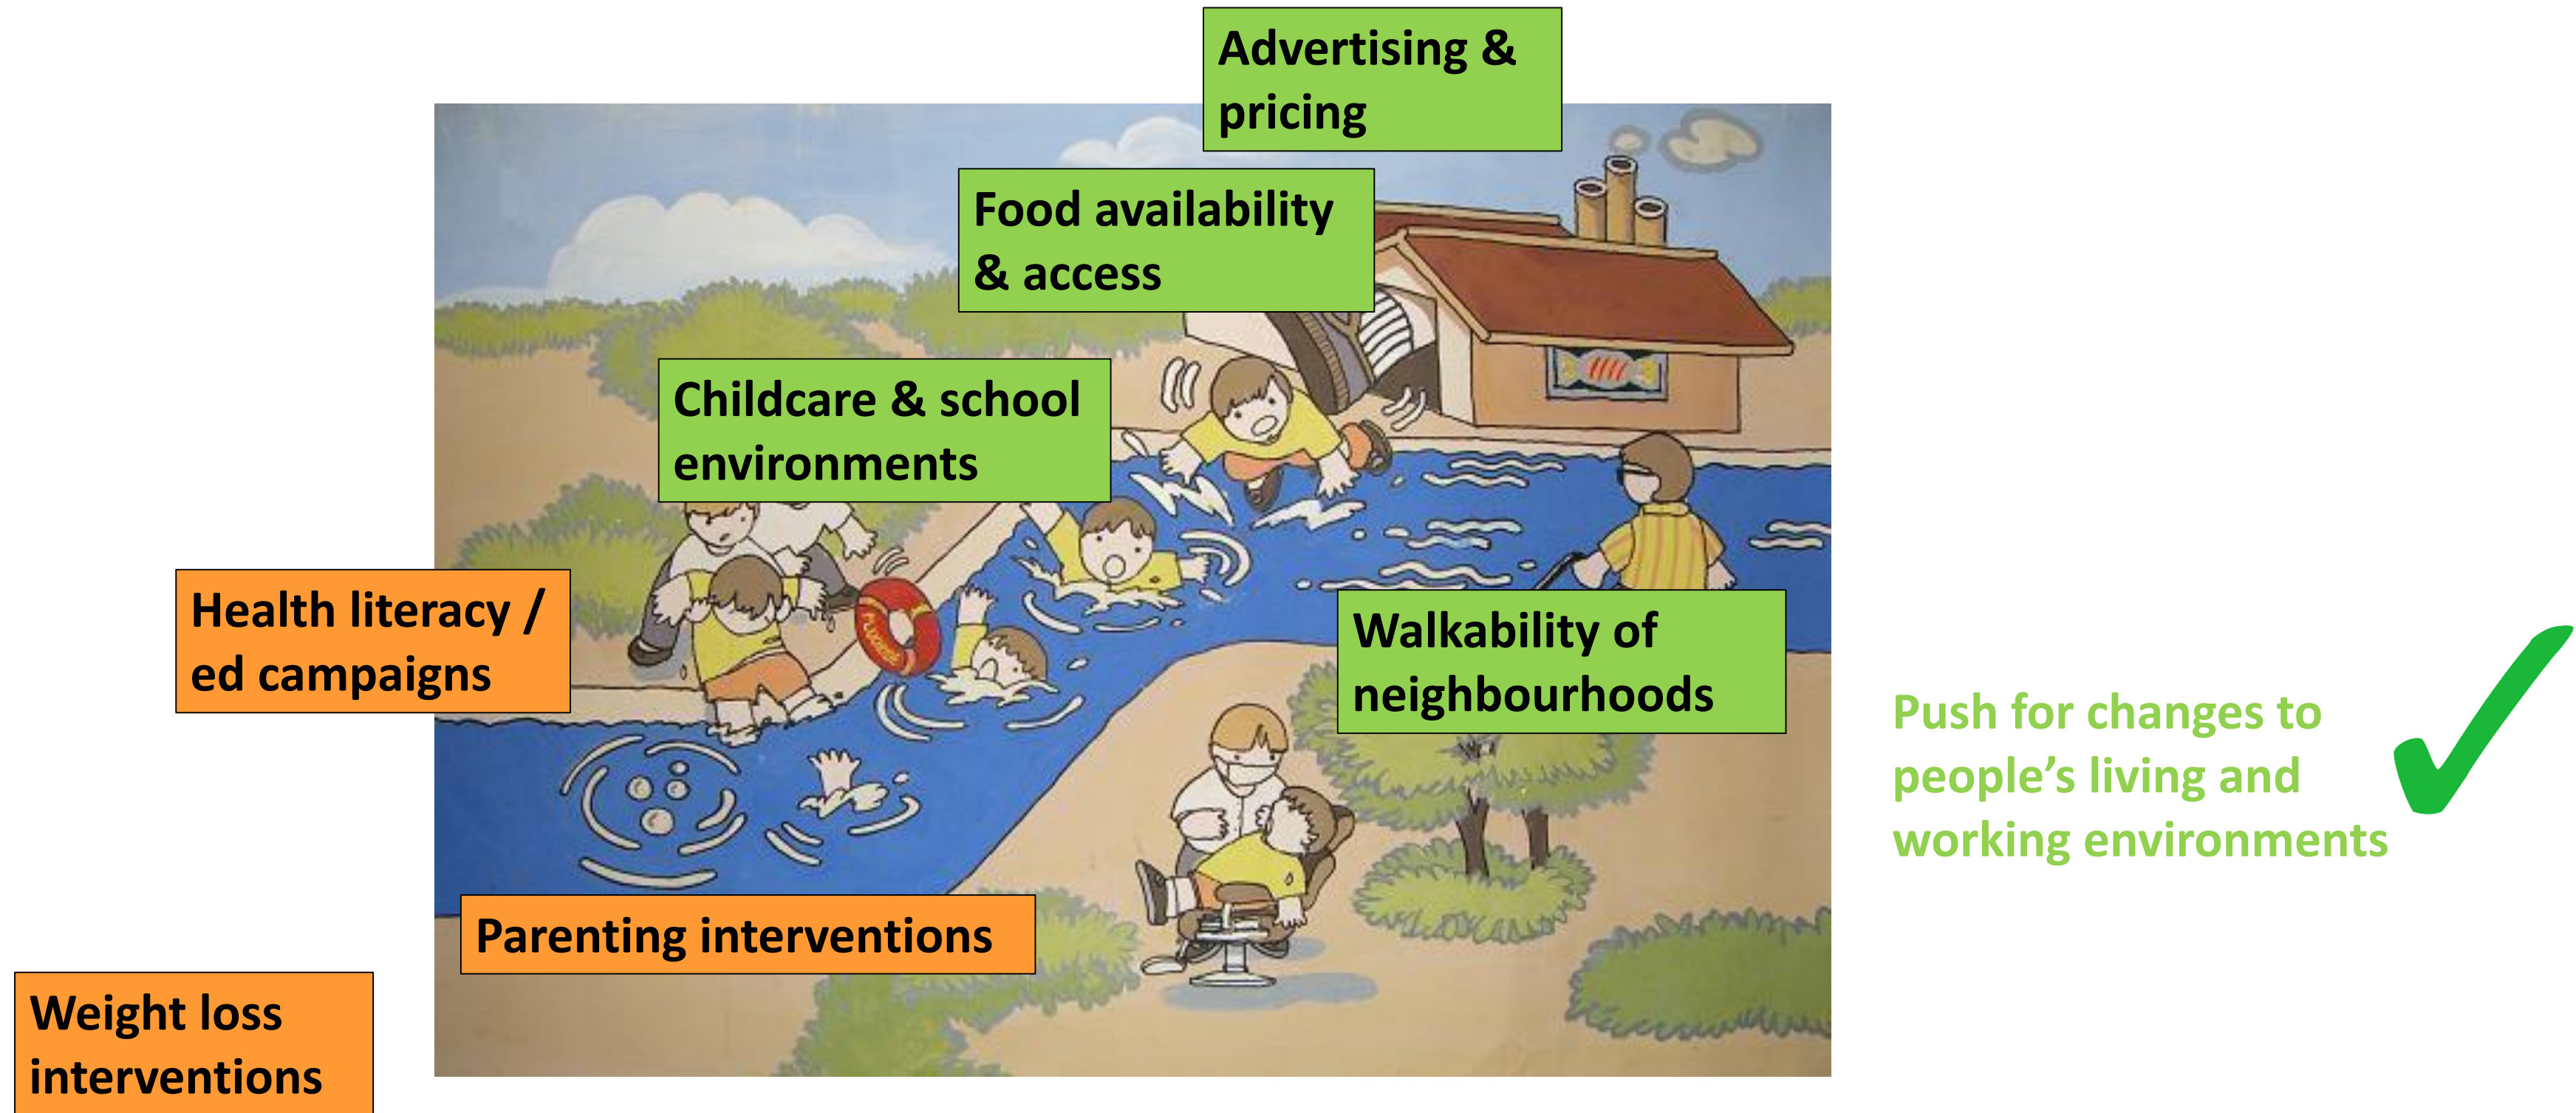 Advertising &
pricing
Food availability
& access
Childcare & school
environments
Health literacy /
ed campaigns
Walkability of
neighbourhoods
Push for changes to
people’s living and
working environments
Parenting interventions
Weight loss
interventions